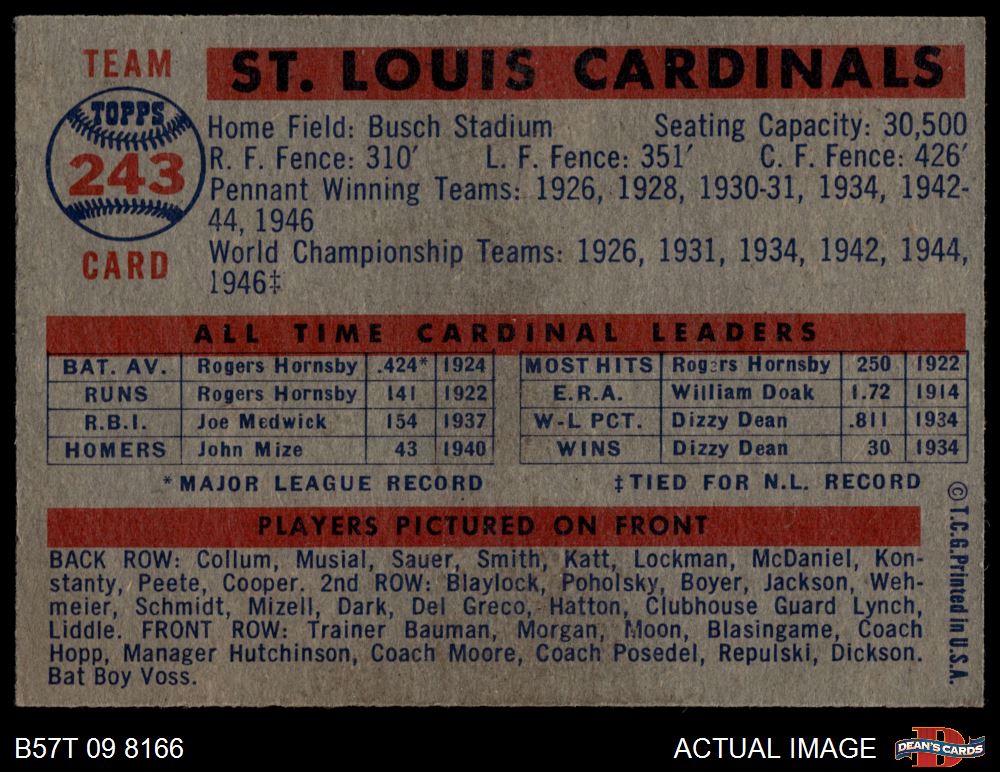 TEAM
TOPPS
243
CARD
ST. LOUIS CARDINALS
Home Field: Busch Stadium Seating Capacity: 30,500
R. F. Fence: 310′ L. F. Fence: 351′ C. F. Fence: 426′
Pennant Winning Teams: 1926, 1928, 1930-31, 1934, 1942-
44, 1946
World Championship Teams: 1926, 1931, 1934, 1942, 1944,
1946‡
ALL TIME CARDINAL LEADERS
BAT. AV. Rogers Hornsby .424* 1924
RUNS Rogers Hornsby 141 1922
R.B.I. Joe Medwick 154 1937
HOMERS John Mize 43 1940
MOST HITS Rogers Hornsby 250 1922
E.R.A. William Doak 1.72 1914
W-L PCT. Dizzy Dean .811 1934
WINS Dizzy Dean 30 1934
*MAJOR LEAGUE RECORD ‡TIED FOR N.L. RECORD
PLAYERS PICTURED ON FRONT
BACK ROW: Collum, Musial, Sauer, Smith, Katt, Lockman, McDaniel, Kon-
stanty, Peete, Cooper. 2nd ROW: Blaylock, Poholsky, Boyer, Jackson, Weh-
meier, Schmidt, Mizell, Dark, Del Greco, Hatton, Clubhouse Guard Lynch,
Liddle. FRONT ROW: Trainer Bauman, Morgan, Moon, Blasingame, Coach
Hopp, Manager Hutchinson, Coach Moore, Coach Posedel, Repulski, Dickson.
Bat Boy Voss.
© T.C.G. Printed in U.S.A.
B57T 09 8166
ACTUAL IMAGE
DEAN'S CARDS